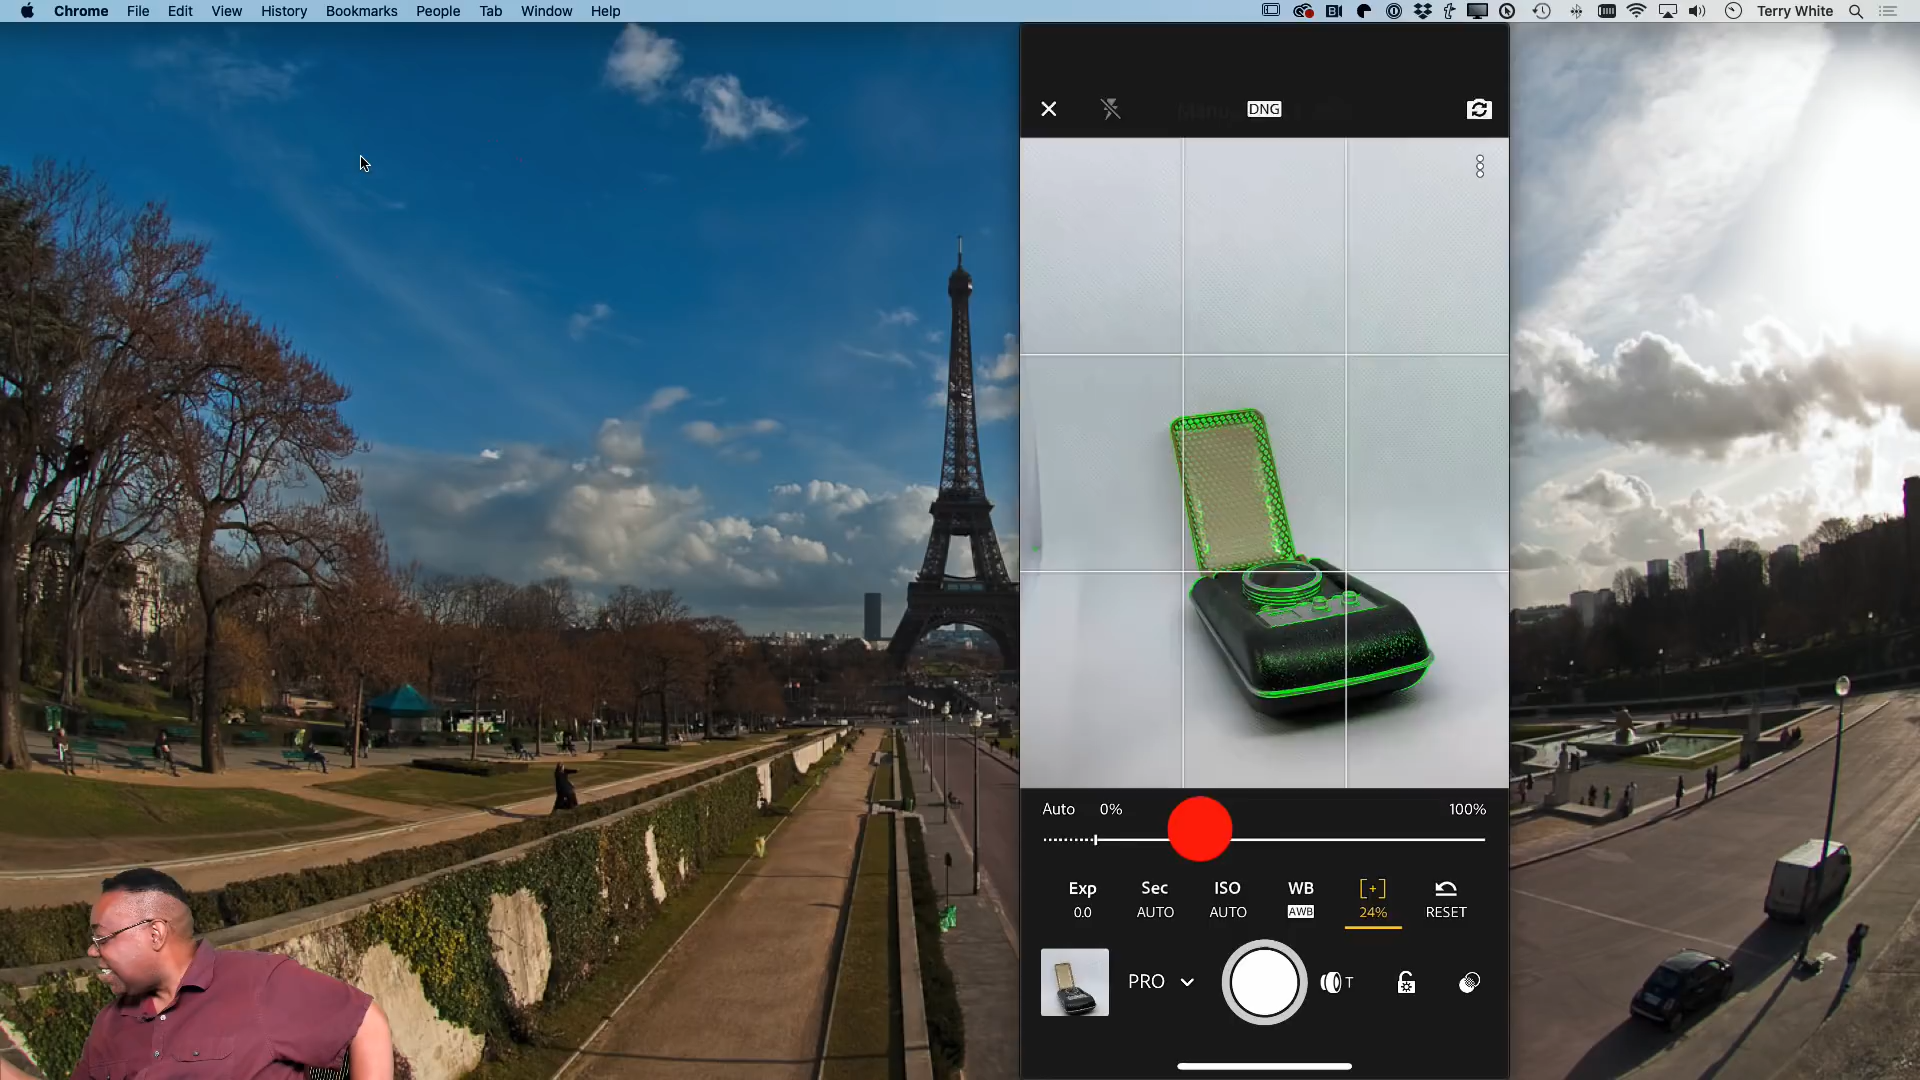 Chrome File Edit View History Bookmarks People Tab Window Help Terry White
DNG
Auto 0% 100%
Exp Sec ISO WB [+]
0.0 AUTO AUTO AWB 24% RESET
PRO T